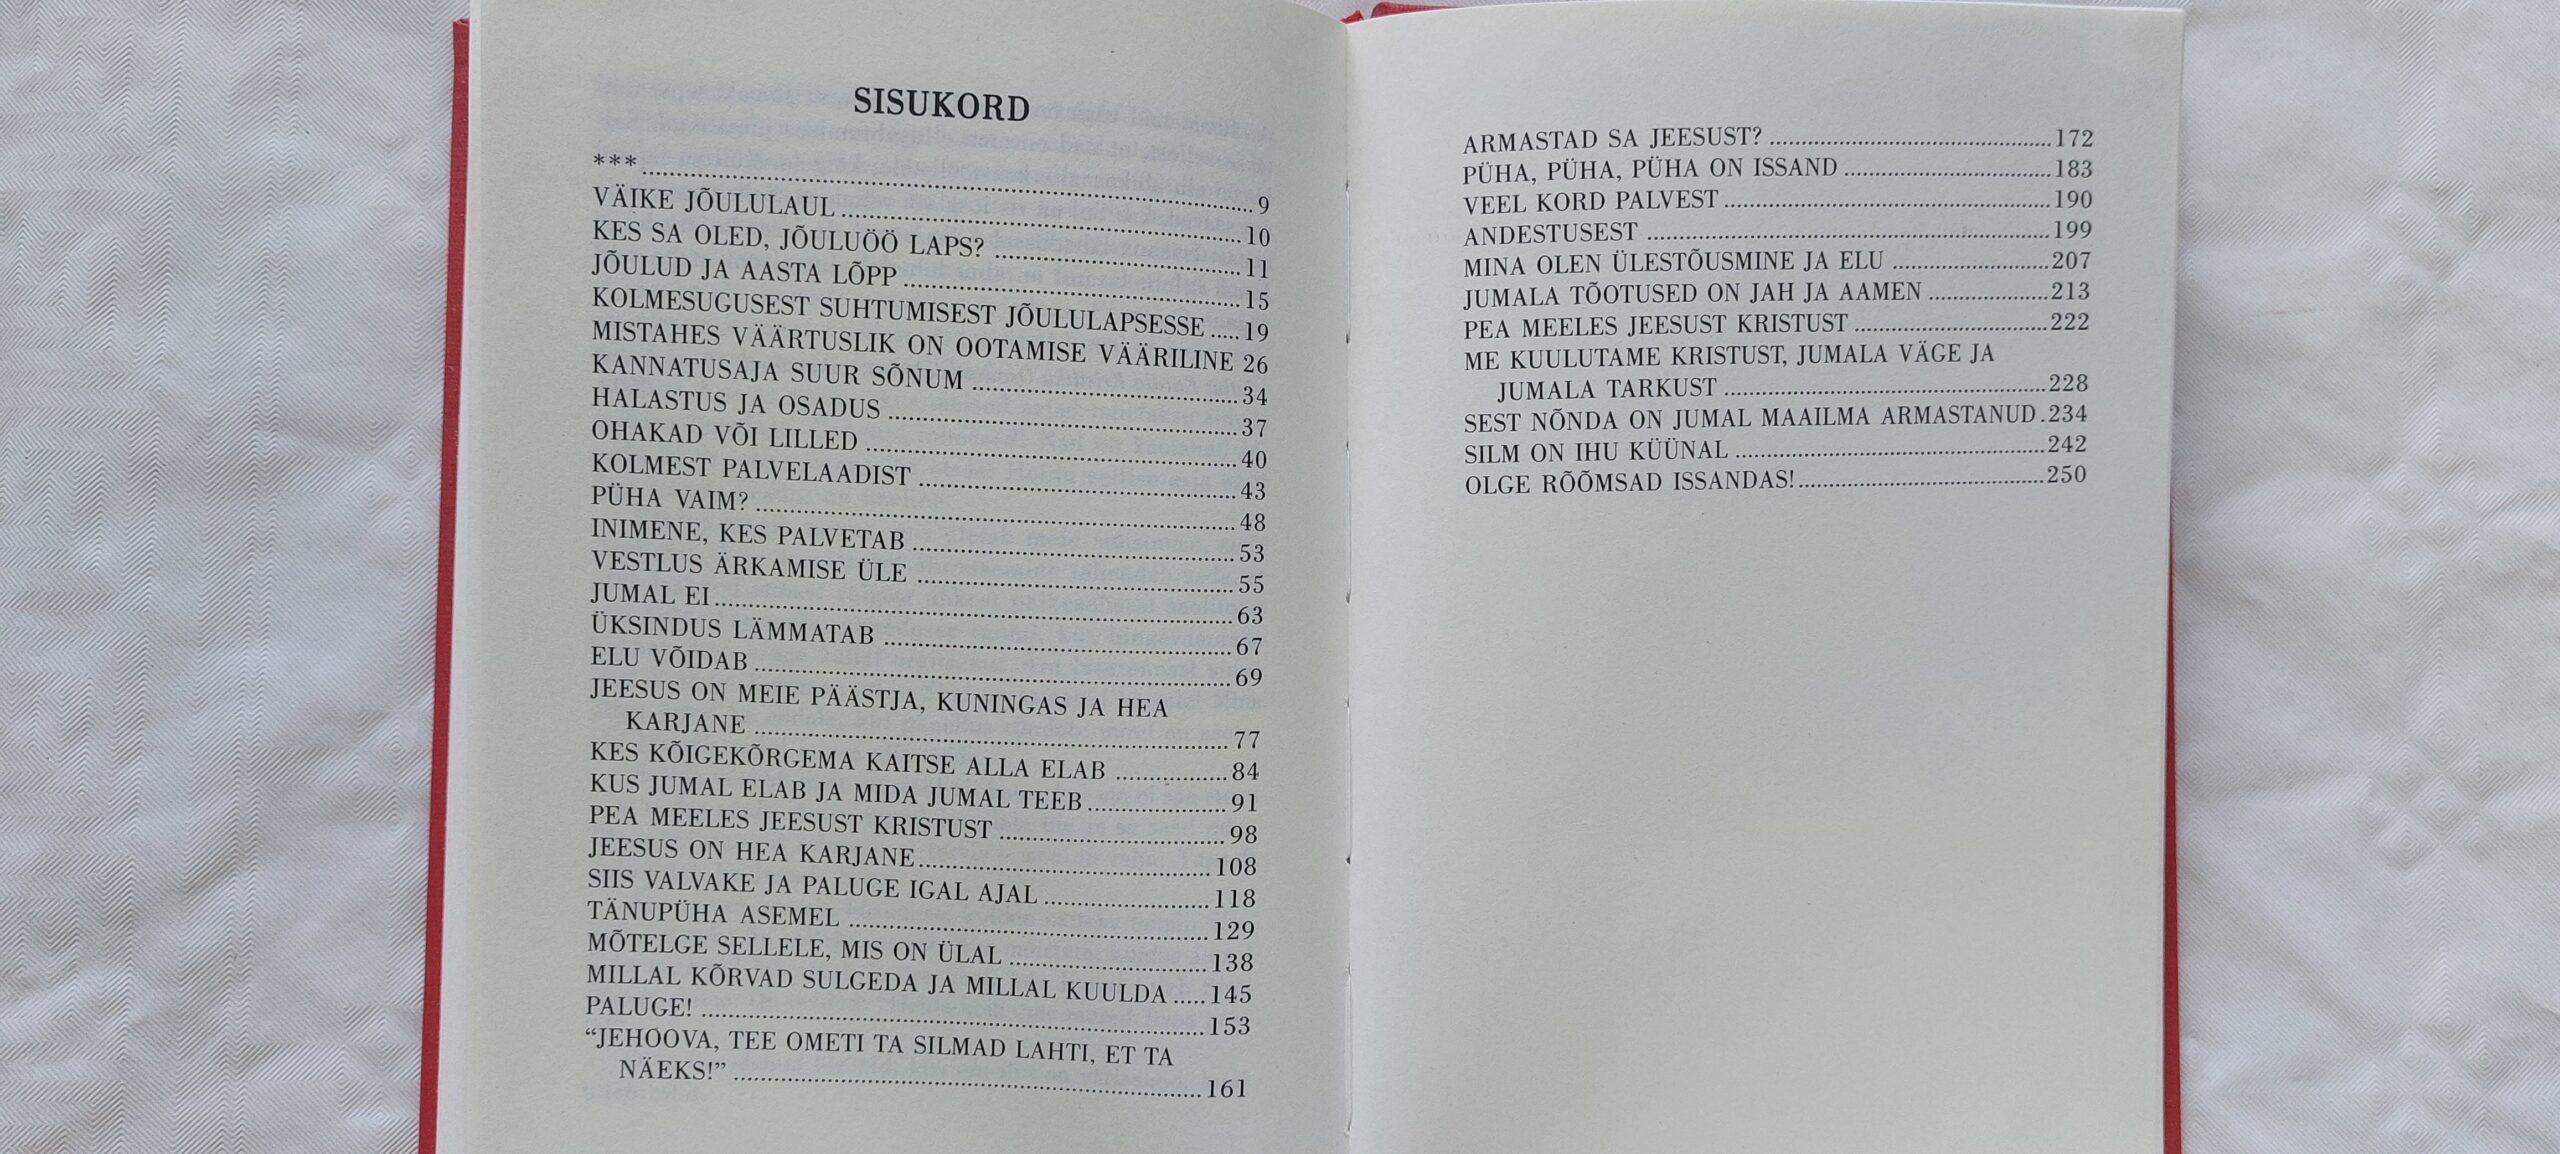 SISUKORD
***.......... 9
VÄIKE JÕULULAUL .......... 10
KES SA OLED, JÕULUÖÖ LAPS? .......... 11
JÕULUD JA AASTA LÕPP .......... 15
KOLMESUGUSEST SUHTUMISEST JÕULULAPSESSE ..... 19
MISTAHES VÄÄRTUSLIK ON OOTAMISE VÄÄRILINE 26
KANNATUSAJA SUUR SÕNUM .......... 34
HALASTUS JA OSADUS .......... 37
OHAKAD VÕI LILLED .......... 40
KOLMEST PALVELAADIST .......... 43
PÜHA VAIM? .......... 48
INIMENE, KES PALVETAB .......... 53
VESTLUS ÄRKAMISE ÜLE .......... 55
JUMAL EI .......... 63
ÜKSINDUS LÄMMATAB .......... 67
ELU VÕIDAB .......... 69
JEESUS ON MEIE PÄÄSTJA, KUNINGAS JA HEA
KARJANE .......... 77
KES KÕIGEKÕRGEMA KAITSE ALLA ELAB .......... 84
KUS JUMAL ELAB JA MIDA JUMAL TEEB .......... 91
PEA MEELES JEESUST KRISTUST .......... 98
JEESUS ON HEA KARJANE .......... 108
SIIS VALVAKE JA PALUGE IGAL AJAL .......... 118
TÄNUPÜHA ASEMEL .......... 129
MÕTELGE SELLELE, MIS ON ÜLAL .......... 138
MILLAL KÕRVAD SULGEDA JA MILLAL KUULDA ..... 145
PALUGE! .......... 153
“JEHOOVA, TEE OMETI TA SILMAD LAHTI, ET TA
NÄEKS!” .......... 161
ARMASTAD SA JEESUST? .......... 172
PÜHA, PÜHA, PÜHA ON ISSAND .......... 183
VEEL KORD PALVEST .......... 190
ANDESTUSEST .......... 199
MINA OLEN ÜLESTÕUSMINE JA ELU .......... 207
JUMALA TÕOTUSED ON JAH JA AAMEN .......... 213
PEA MEELES JEESUST KRISTUST .......... 222
ME KUULUTAME KRISTUST, JUMALA VÄGE JA
JUMALA TARKUST .......... 228
SEST NÕNDA ON JUMAL MAAILMA ARMASTANUD . 234
SILM ON IHU KÜÜNAL .......... 242
OLGE RÕÕMSAD ISSANDAS! .......... 250